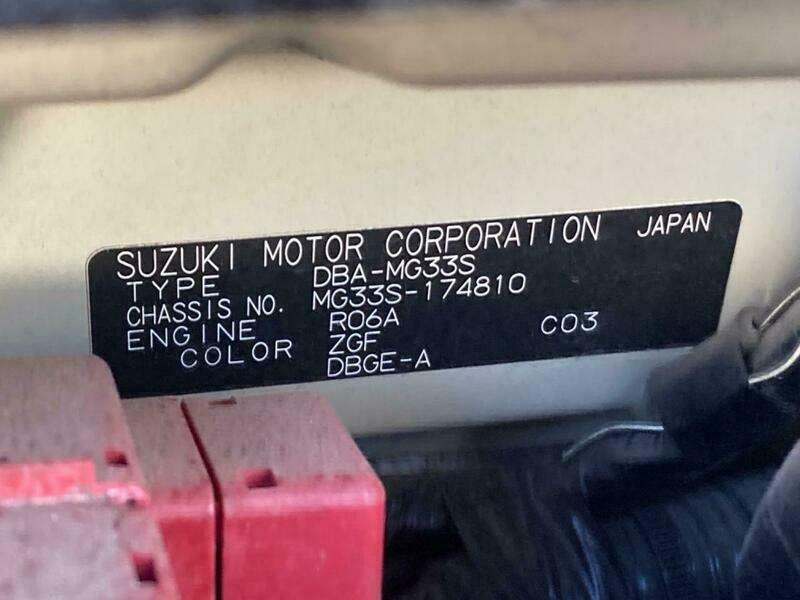 SUZUKI MOTOR CORPORATION JAPAN
TYPE DBA-MG33S
CHASSIS NO. MG33S-174810
ENGINE R06A C03
COLOR ZGF
DBGE-A